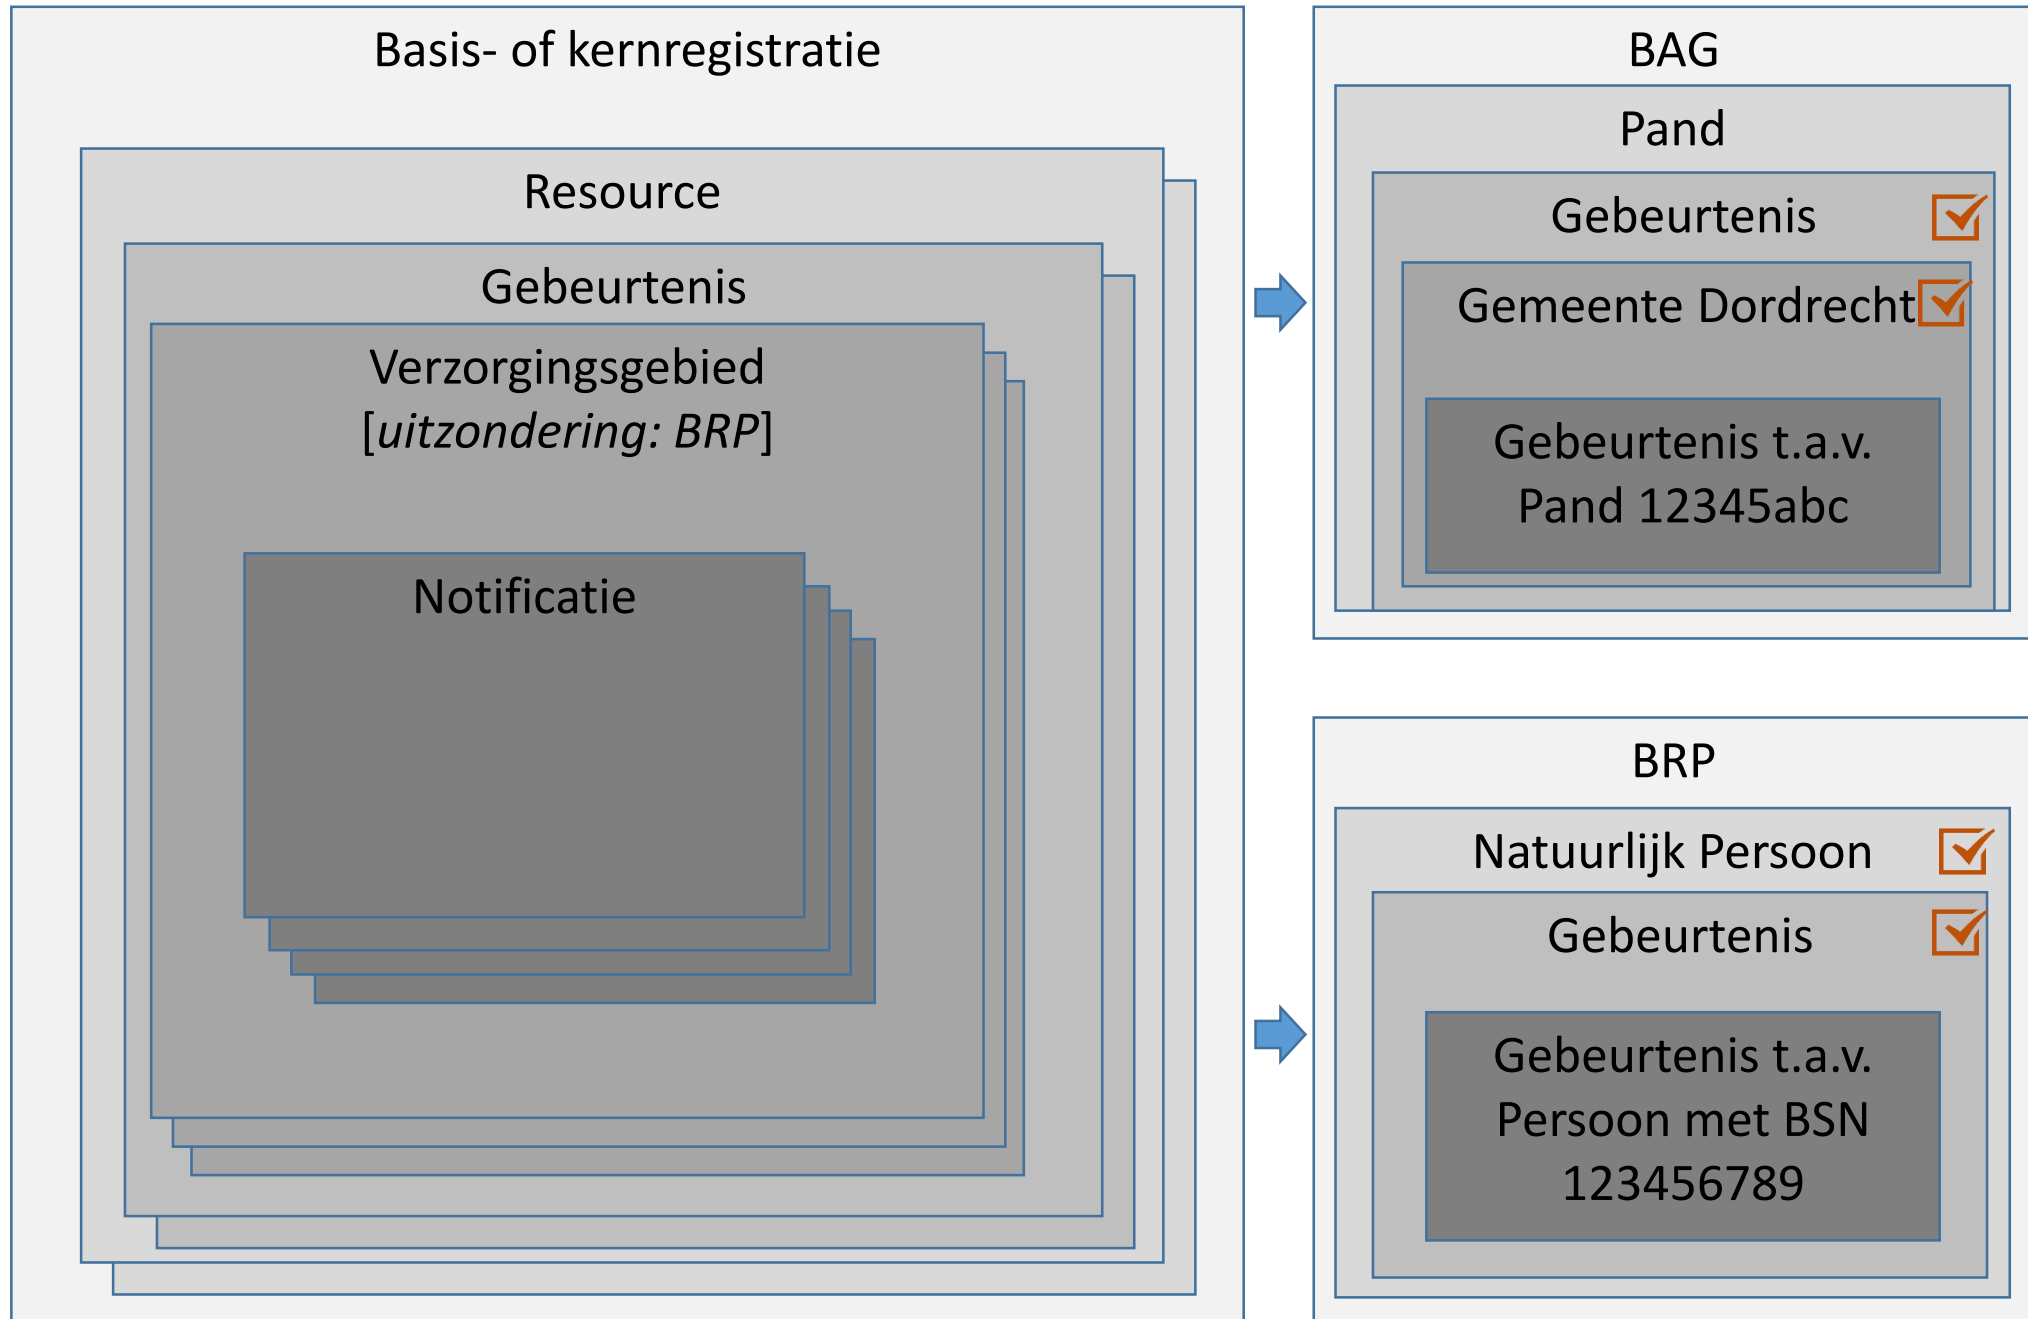 Basis- of kernregistratie
Resource
Gebeurtenis
Verzorgingsgebied
[uitzondering: BRP]
Notificatie
BAG
Pand
Gebeurtenis
Gemeente Dordrecht
Gebeurtenis t.a.v.
Pand 12345abc
BRP
Natuurlijk Persoon
Gebeurtenis
Gebeurtenis t.a.v.
Persoon met BSN
123456789